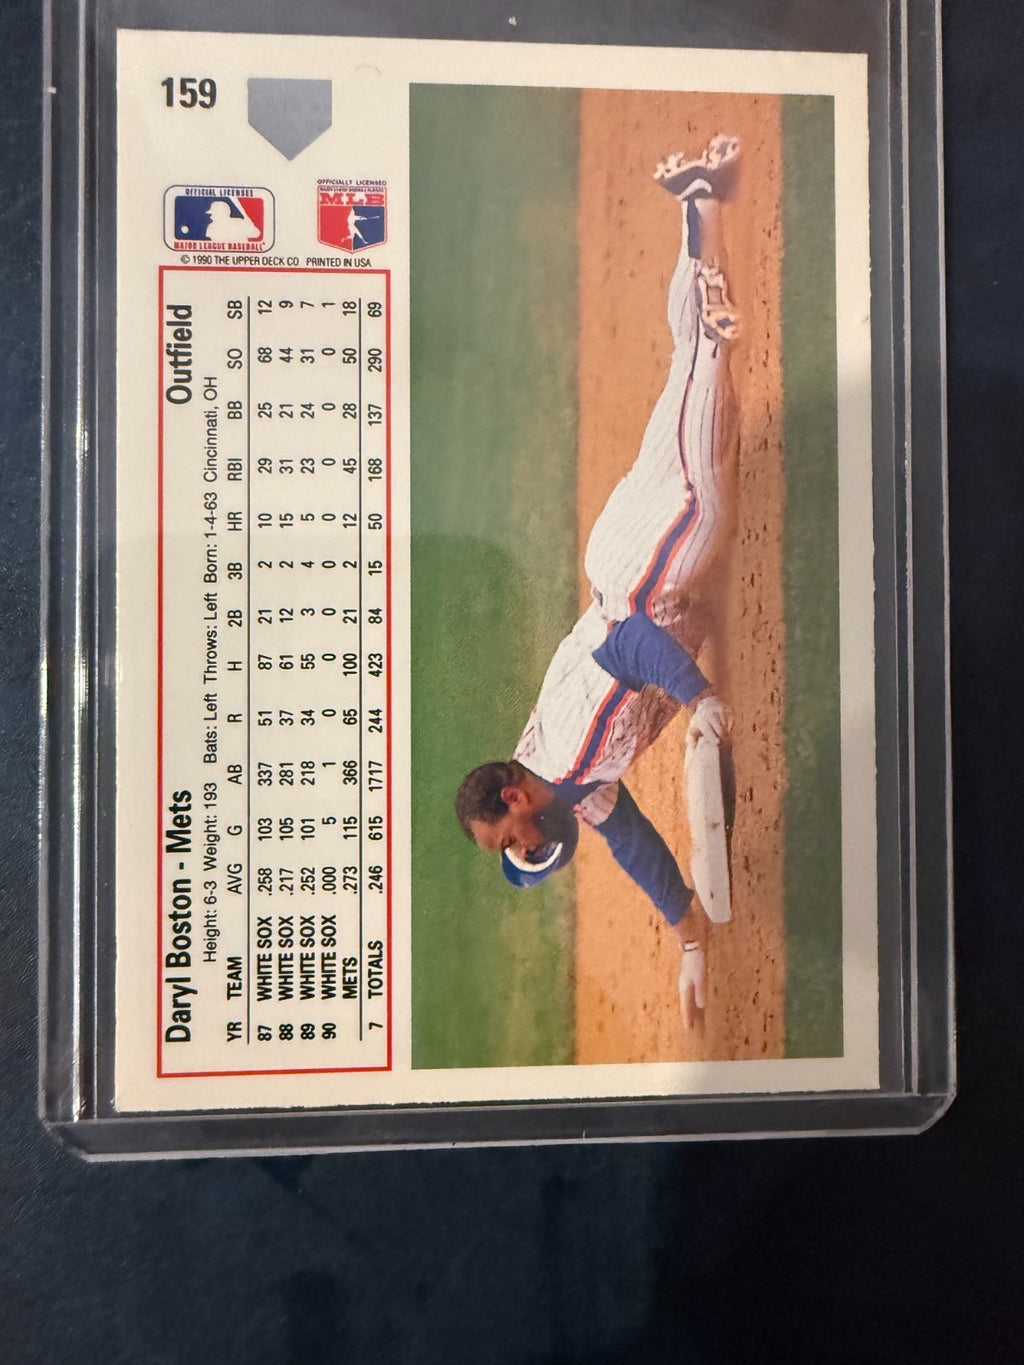 159
OFFICIAL LICENSEE
MAJOR LEAGUE BASEBALL
OFFICIALLY LICENSED
MAJOR LEAGUE BASEBALL PLAYERS
MLB
© 1990 THE UPPER DECK CO. PRINTED IN USA
Daryl Boston - Mets Outfield
Height: 6-3 Weight: 193 Bats: Left Throws: Left Born: 1-4-63 Cincinnati, OH
YR TEAM AVG G AB R H 2B 3B HR RBI BB SO SB
87 WHITE SOX .258 103 337 51 87 21 2 10 29 25 68 12
88 WHITE SOX .217 105 281 37 61 12 2 15 31 21 44 9
89 WHITE SOX .252 101 218 34 55 3 4 5 23 24 31 7
90 WHITE SOX .000 5 1 0 0 0 0 0 0 0 0 1
METS .273 115 366 65 100 21 2 12 45 28 50 18
7 TOTALS .246 615 1717 244 423 84 15 50 168 137 290 69